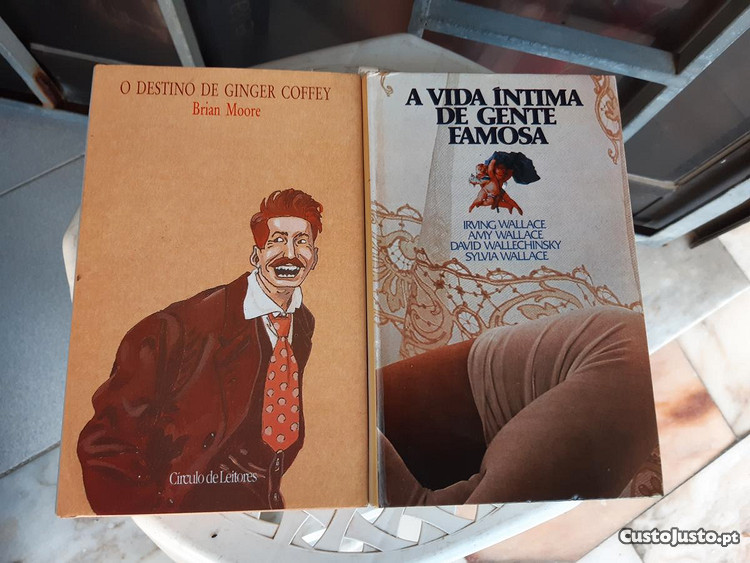 O DESTINO DE GINGER COFFEY
Brian Moore
Círculo de Leitores
A VIDA ÍNTIMA
DE GENTE
FAMOSA
IRVING WALLACE
AMY WALLACE
DAVID WALLECHINSKY
SYLVIA WALLACE
CustoJusto.pt